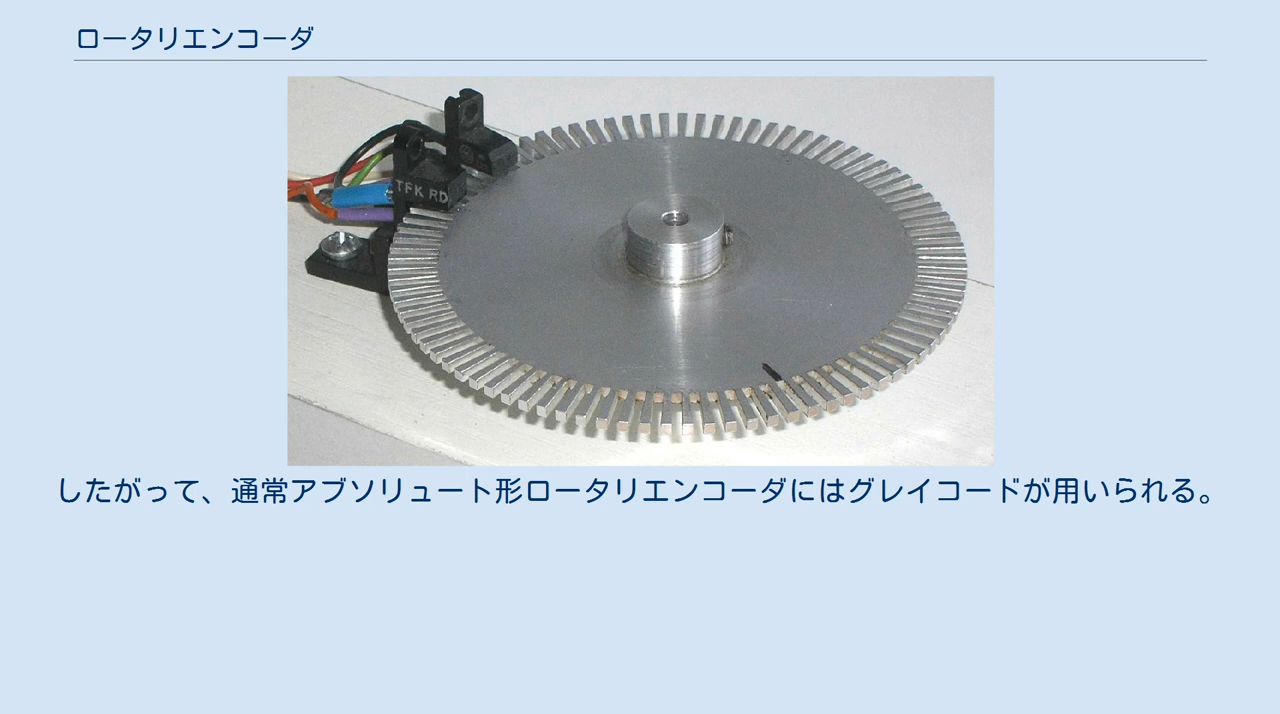 ロータリエンコーダ
TFK RD
したがって、通常アブソリュート形ロータリエンコーダにはグレイコードが用いられる。